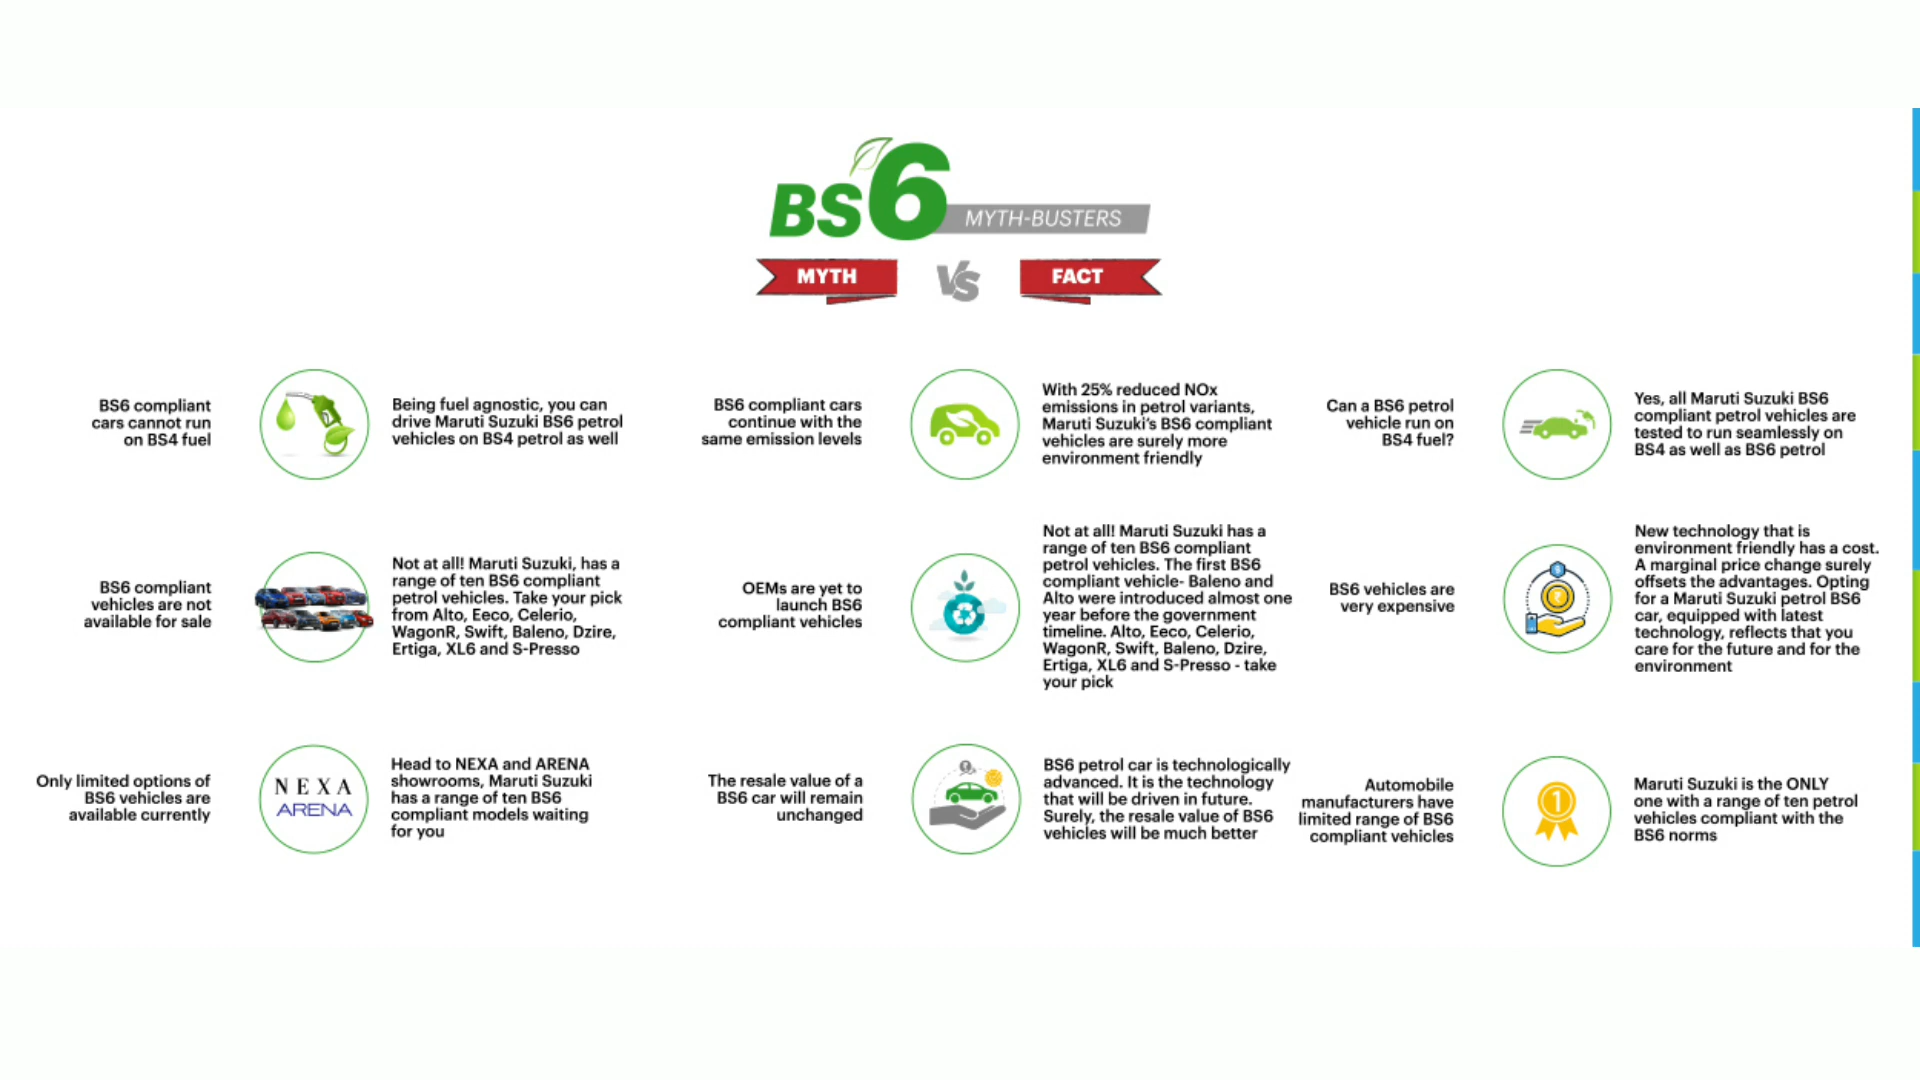 BS6
MYTH-BUSTERS
MYTH
VS
FACT
BS6 compliant
cars cannot run
on BS4 fuel
Being fuel agnostic, you can
drive Maruti Suzuki BS6 petrol
vehicles on BS4 petrol as well
BS6 compliant cars
continue with the
same emission levels
With 25% reduced NOx
emissions in petrol variants,
Maruti Suzuki's BS6 compliant
vehicles are surely more
environment friendly
Can a BS6 petrol
vehicle run on
BS4 fuel?
Yes, all Maruti Suzuki BS6
compliant petrol vehicles are
tested to run seamlessly on
BS4 as well as BS6 petrol
BS6 compliant
vehicles are not
available for sale
Not at all! Maruti Suzuki, has a
range of ten BS6 compliant
petrol vehicles. Take your pick
from Alto, Eeco, Celerio,
WagonR, Swift, Baleno, Dzire,
Ertiga, XL6 and S-Presso
OEMs are yet to
launch BS6
compliant vehicles
Not at all! Maruti Suzuki has a
range of ten BS6 compliant
petrol vehicles. The first BS6
compliant vehicle- Baleno and
Alto were introduced almost one
year before the government
timeline. Alto, Eeco, Celerio,
WagonR, Swift, Baleno, Dzire,
Ertiga, XL6 and S-Presso - take
your pick
BS6 vehicles are
very expensive
New technology that is
environment friendly has a cost.
A marginal price change surely
offsets the advantages. Opting
for a Maruti Suzuki petrol BS6
car, equipped with latest
technology, reflects that you
care for the future and for the
environment
Only limited options of
BS6 vehicles are
available currently
NEXA
ARENA
Head to NEXA and ARENA
showrooms, Maruti Suzuki
has a range of ten BS6
compliant models waiting
for you
The resale value of a
BS6 car will remain
unchanged
BS6 petrol car is technologically
advanced. It is the technology
that will be driven in future.
Surely, the resale value of BS6
vehicles will be much better
Automobile
manufacturers have
limited range of BS6
compliant vehicles
1
Maruti Suzuki is the ONLY
one with a range of ten petrol
vehicles compliant with the
BS6 norms